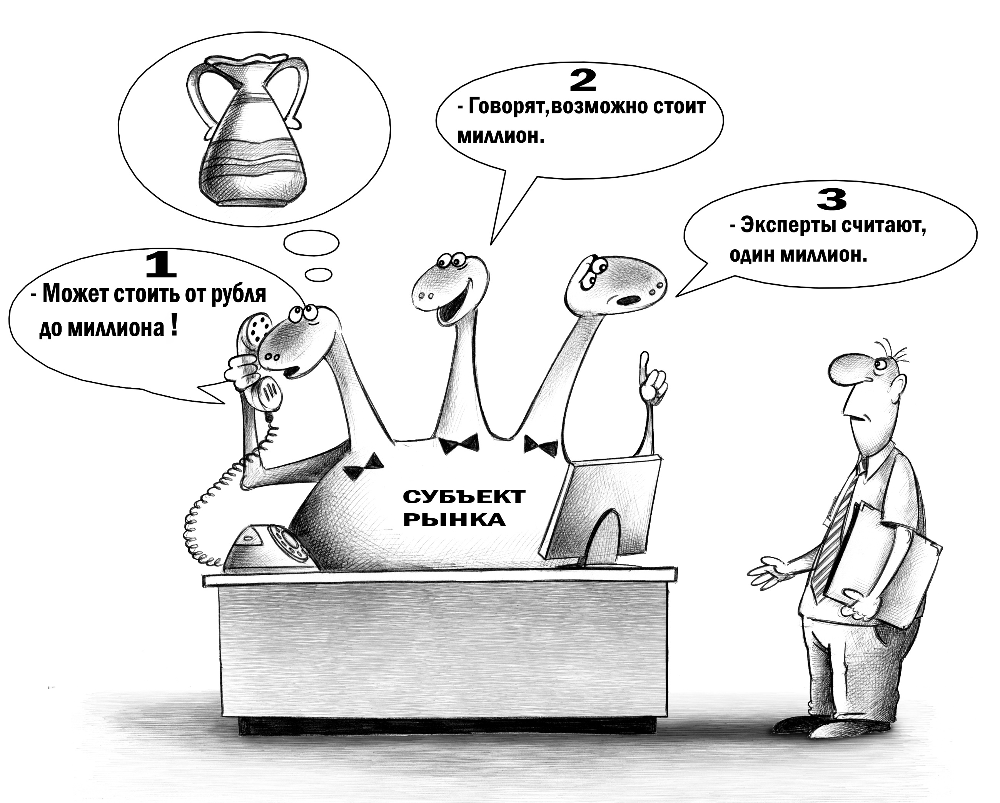 1
- Может стоить от рубля
до миллиона !
2
- Говорят,возможно стоит
миллион.
3
- Эксперты считают,
один миллион.
СУБЪЕКТ
РЫНКА